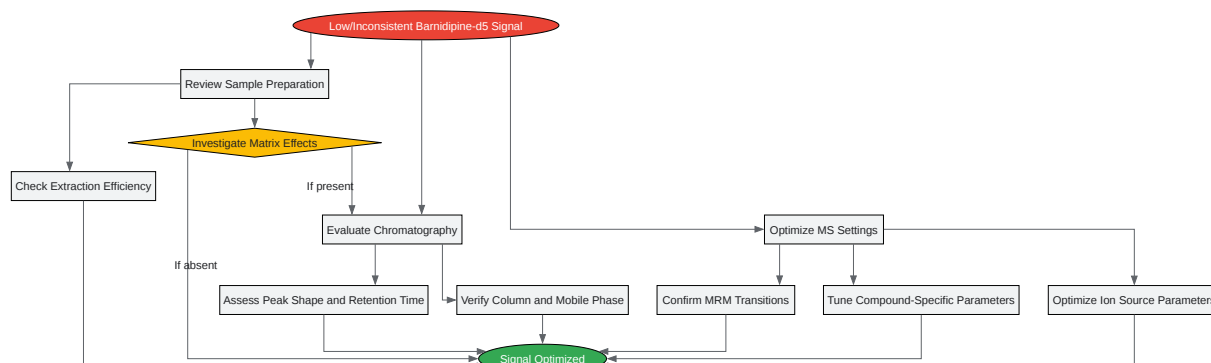 Low/Inconsistent Barnidipine-d5 Signal
Review Sample Preparation
Investigate Matrix Effects
Check Extraction Efficiency
If present
Evaluate Chromatography
Optimize MS Settings
If absent
Assess Peak Shape and Retention Time
Verify Column and Mobile Phase
Confirm MRM Transitions
Tune Compound-Specific Parameters
Optimize Ion Source Parameters
Signal Optimized